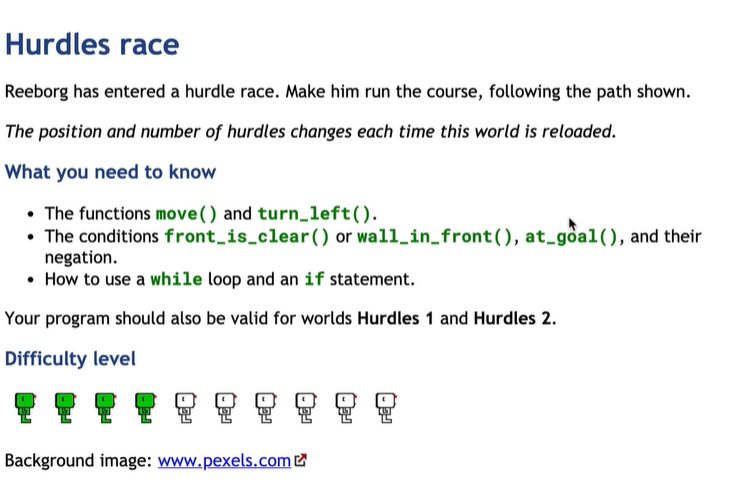 Hurdles race
Reeborg has entered a hurdle race. Make him run the course, following the path shown.
The position and number of hurdles changes each time this world is reloaded.
What you need to know
• The functions move() and turn_left().
• The conditions front_is_clear() or wall_in_front(), at_goal(), and their
negation.
• How to use a while loop and an if statement.
Your program should also be valid for worlds Hurdles 1 and Hurdles 2.
Difficulty level
Background image: www.pexels.com